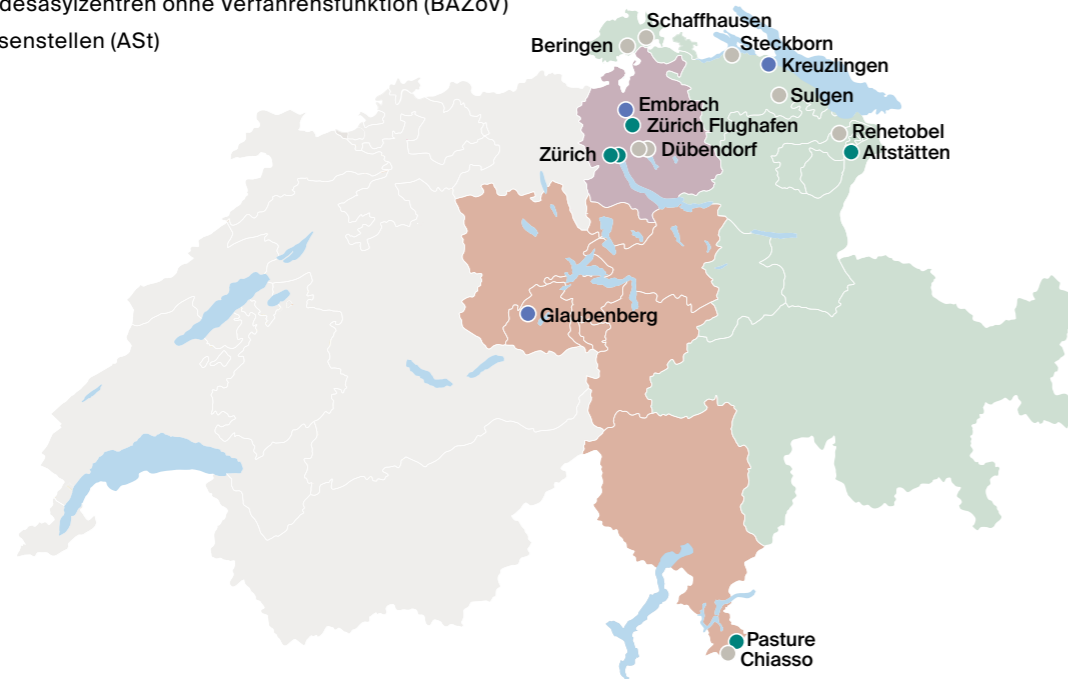 desasylzentren ohne Verfahrensfunktion (BAZoV)
senstellen (ASt)
Schaffhausen
Beringen
Steckborn
Kreuzlingen
Sulgen
Embrach
Zürich Flughafen
Rehetobel
Zürich
Dübendorf
Altstätten
Glaubenberg
Pasture
Chiasso